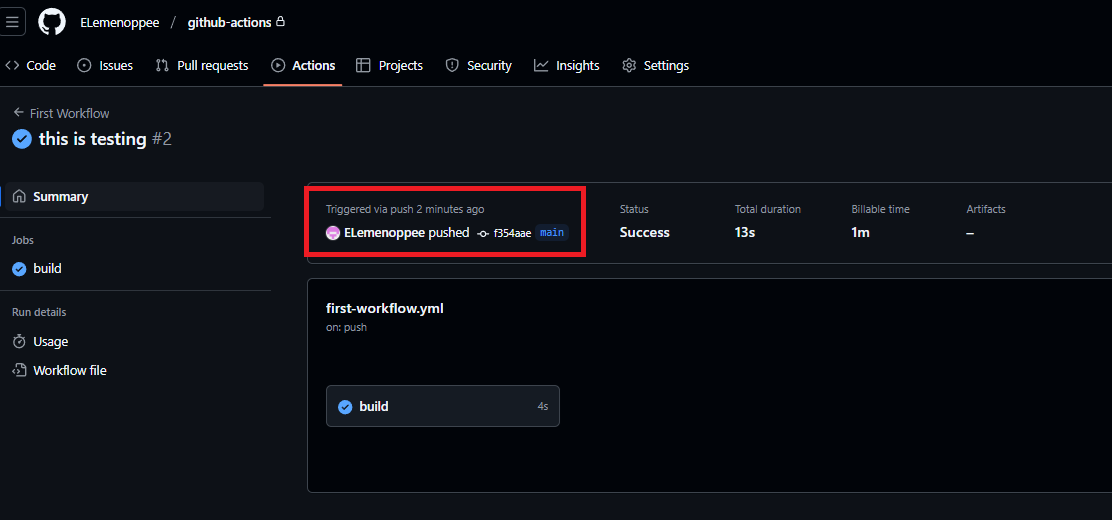 ELemenoppee / github-actions
Code Issues Pull requests Actions Projects Security Insights Settings
First Workflow
this is testing #2
Summary
Jobs
build
Run details
Usage
Workflow file
Triggered via push 2 minutes ago
ELemenoppee pushed f354aae main
Status
Success
Total duration
13s
Billable time
1m
Artifacts
–
first-workflow.yml
on: push
build 4s